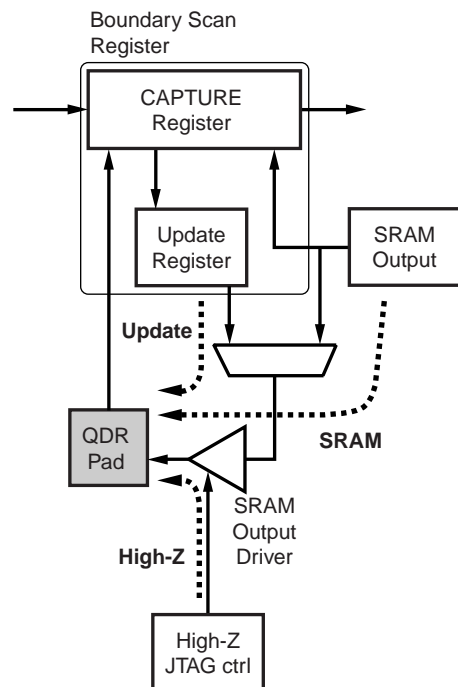 Boundary Scan
Register
CAPTURE
Register
Update
Register
SRAM
Output
Update
SRAM
QDR
Pad
SRAM
Output
Driver
High-Z
High-Z
JTAG ctrl